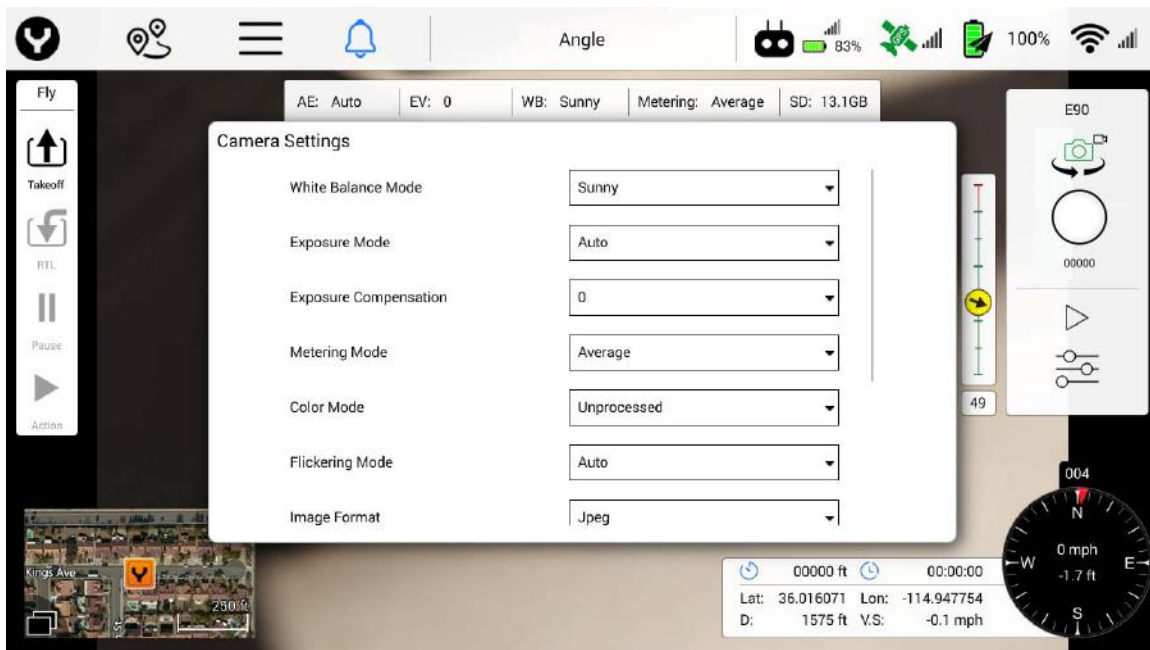 Angle
83%
GPS
100%
Fly
Takeoff
RTL
Pause
Action
AE: Auto EV: 0 WB: Sunny Metering: Average SD: 13.1GB
Camera Settings
White Balance Mode Sunny
Exposure Mode Auto
Exposure Compensation 0
Metering Mode Average
Color Mode Unprocessed
Flickering Mode Auto
Image Format Jpeg
E90
00000
49
Kings Ave
250 ft
00000 ft 00:00:00
Lat: 36.016071 Lon: -114.947754
D: 1575 ft V.S: -0.1 mph
004
N
W E
0 mph
-1.7 ft
S